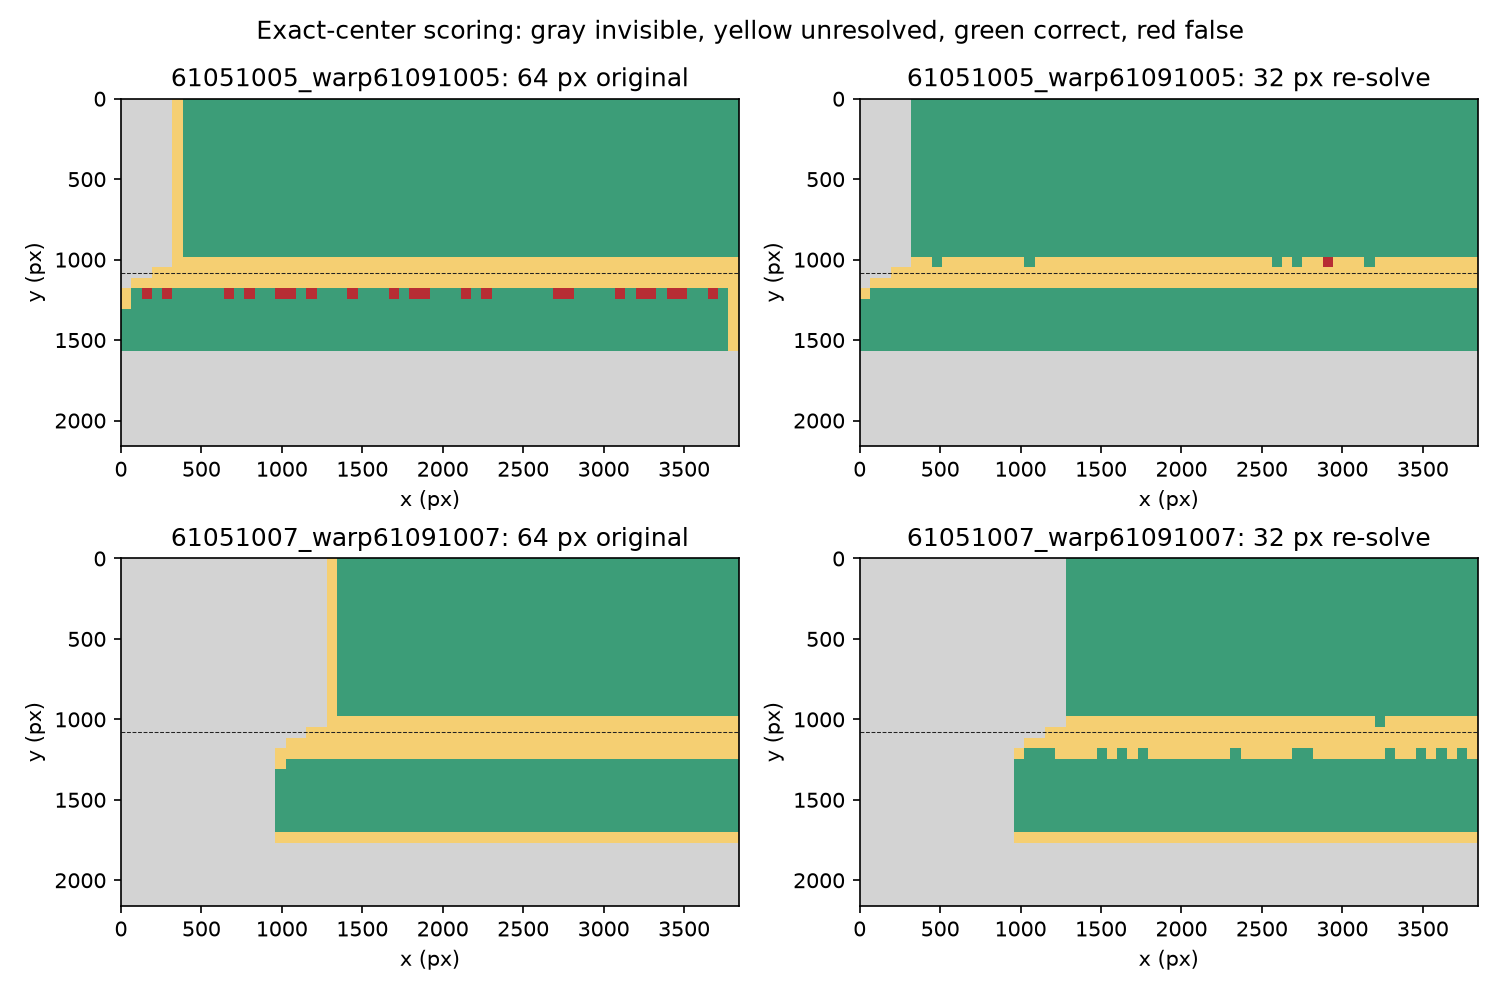 Exact-center scoring: gray invisible, yellow unresolved, green correct, red false
61051005_warp61091005: 64 px original
0
500
1000
1500
2000
y (px)
0 500 1000 1500 2000 2500 3000 3500
x (px)
61051005_warp61091005: 32 px re-solve
0
500
1000
1500
2000
y (px)
0 500 1000 1500 2000 2500 3000 3500
x (px)
61051007_warp61091007: 64 px original
0
500
1000
1500
2000
y (px)
0 500 1000 1500 2000 2500 3000 3500
x (px)
61051007_warp61091007: 32 px re-solve
0
500
1000
1500
2000
y (px)
0 500 1000 1500 2000 2500 3000 3500
x (px)